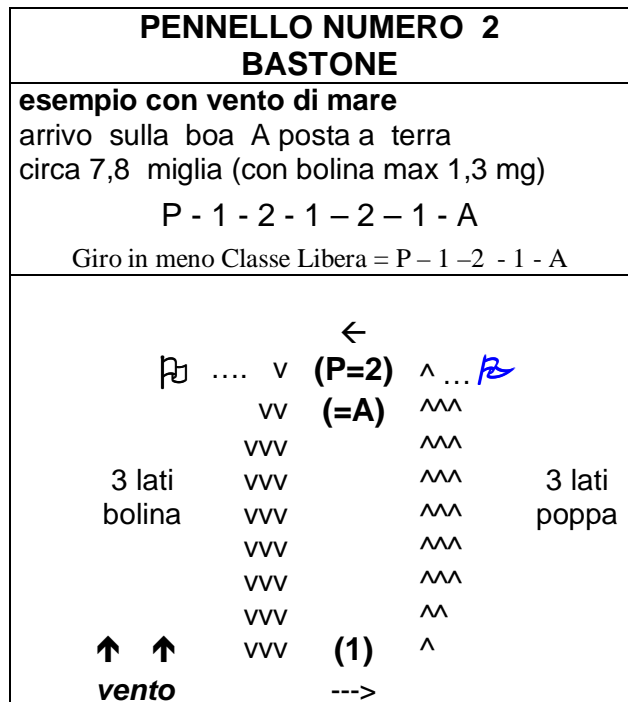 PENNELLO NUMERO 2
BASTONE
esempio con vento di mare
arrivo sulla boa A posta a terra
circa 7,8 miglia (con bolina max 1,3 mg)
P - 1 - 2 - 1 – 2 – 1 - A
Giro in meno Classe Libera = P – 1 –2 - 1 - A
←
.... v (P=2) ^ ...
vv (=A) ^^^
vvv ^^^
3 lati vvv ^^^ 3 lati
bolina vvv ^^^ poppa
vvv ^^^
vvv ^^^
vvv ^^
↑ ↑ vvv (1) ^
vento --->